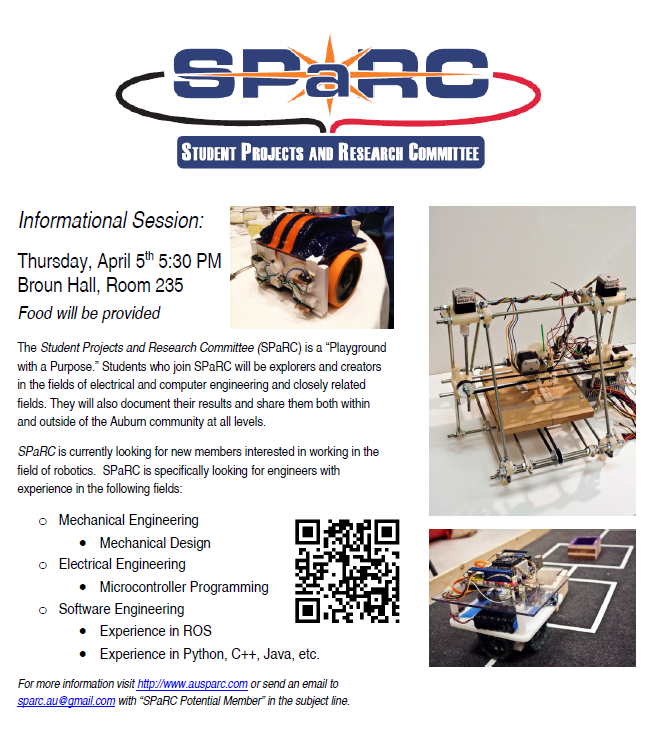 SPaRC
STUDENT PROJECTS AND RESEARCH COMMITTEE
Informational Session:
Thursday, April 5th 5:30 PM
Broun Hall, Room 235
Food will be provided
The Student Projects and Research Committee (SPaRC) is a “Playground
with a Purpose.” Students who join SPaRC will be explorers and creators
in the fields of electrical and computer engineering and closely related
fields. They will also document their results and share them both within
and outside of the Auburn community at all levels.
SPaRC is currently looking for new members interested in working in the
field of robotics. SPaRC is specifically looking for engineers with
experience in the following fields:
o Mechanical Engineering
• Mechanical Design
o Electrical Engineering
• Microcontroller Programming
o Software Engineering
• Experience in ROS
• Experience in Python, C++, Java, etc.
For more information visit http://www.ausparc.com or send an email to
sparc.au@gmail.com with “SPaRC Potential Member” in the subject line.